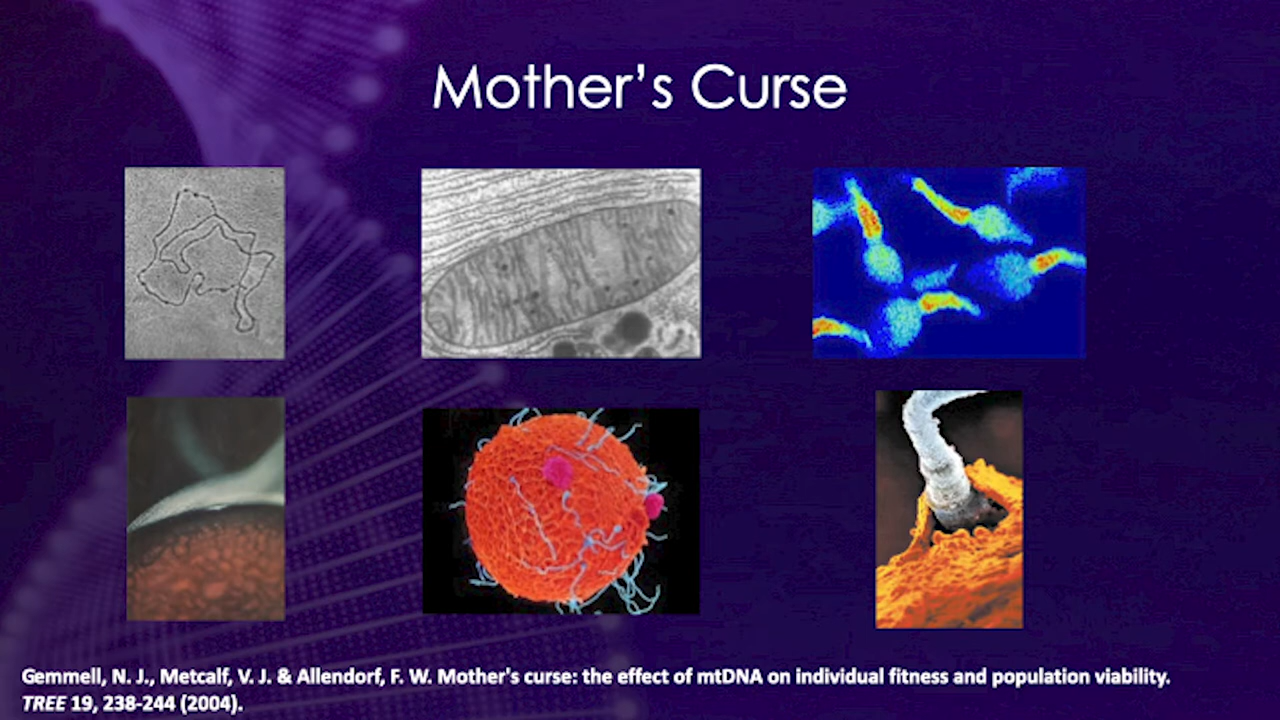 Mother’s Curse
Gemmell, N. J., Metcalf, V. J. & Allendorf, F. W. Mother's curse: the effect of mtDNA on individual fitness and population viability.
TREE 19, 238-244 (2004).